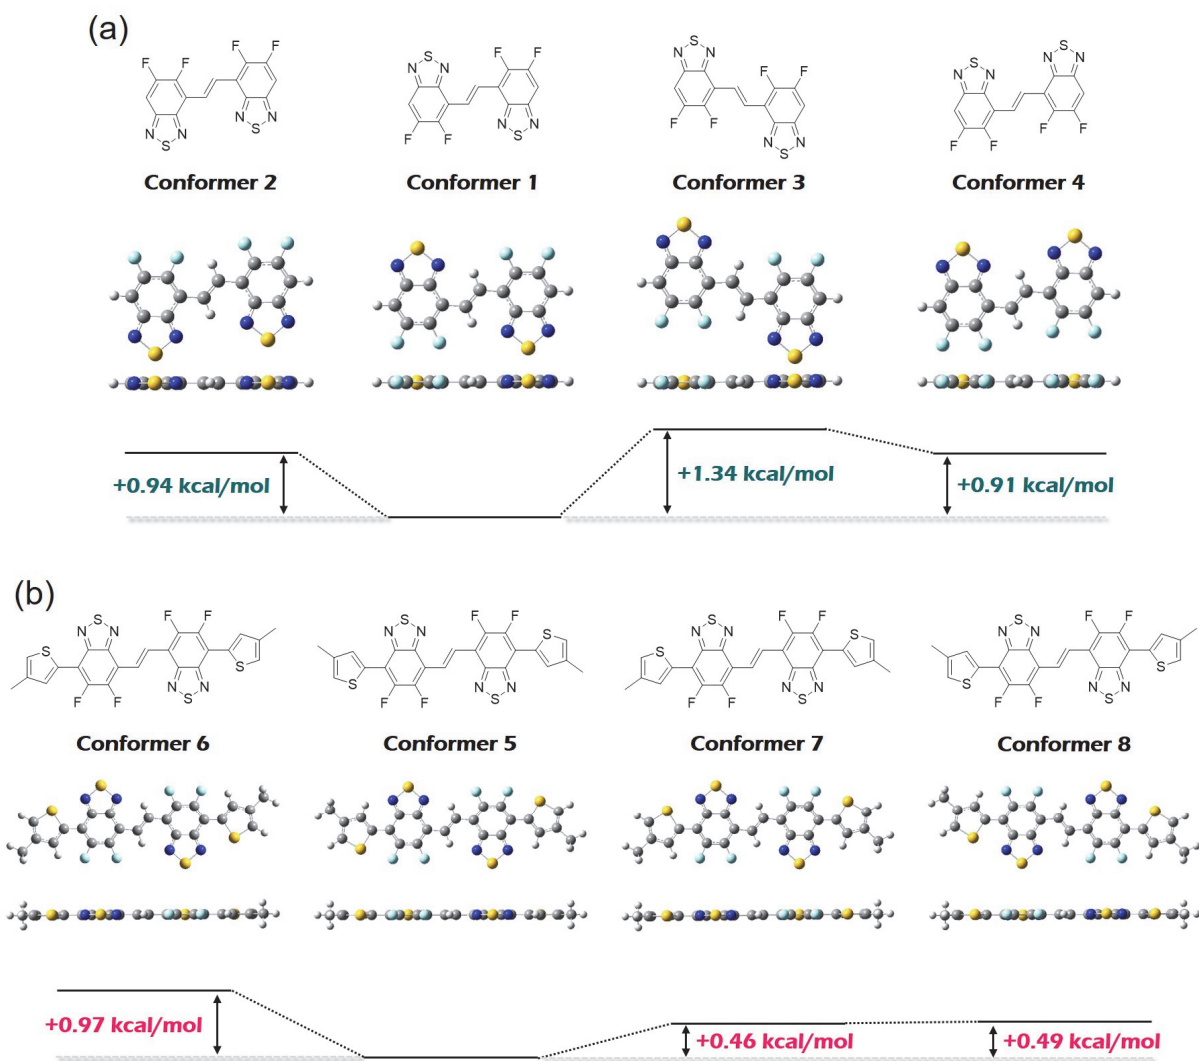 (a)
F F F F
N S N N S N
Conformer 2
N S N F F
F F N S N
Conformer 1
N S N F F
F F N S N
Conformer 3
N S N N S N
F F F F
Conformer 4
+0.94 kcal/mol
+1.34 kcal/mol
+0.91 kcal/mol
(b)
N S N F F
S S
F F N S N
Conformer 6
N S N F F
S S
F F N S N
Conformer 5
N S N F F
S S
F F N S N
Conformer 7
N S N F F
S S
F F N S N
Conformer 8
+0.97 kcal/mol
+0.46 kcal/mol
+0.49 kcal/mol